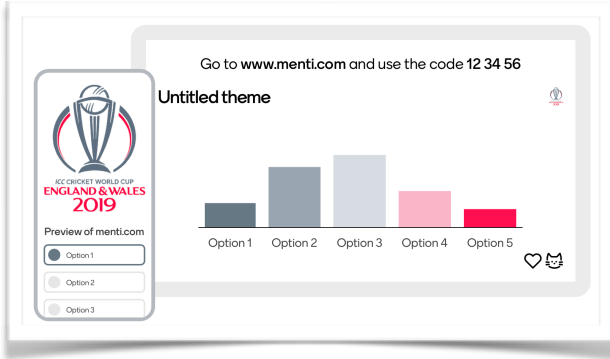 Go to www.menti.com and use the code 12 34 56
Untitled theme
Option 1
Option 2
Option 3
Option 4
Option 5
ICC CRICKET WORLD CUP
ENGLAND & WALES
2019
Preview of menti.com
Option 1
Option 2
Option 3